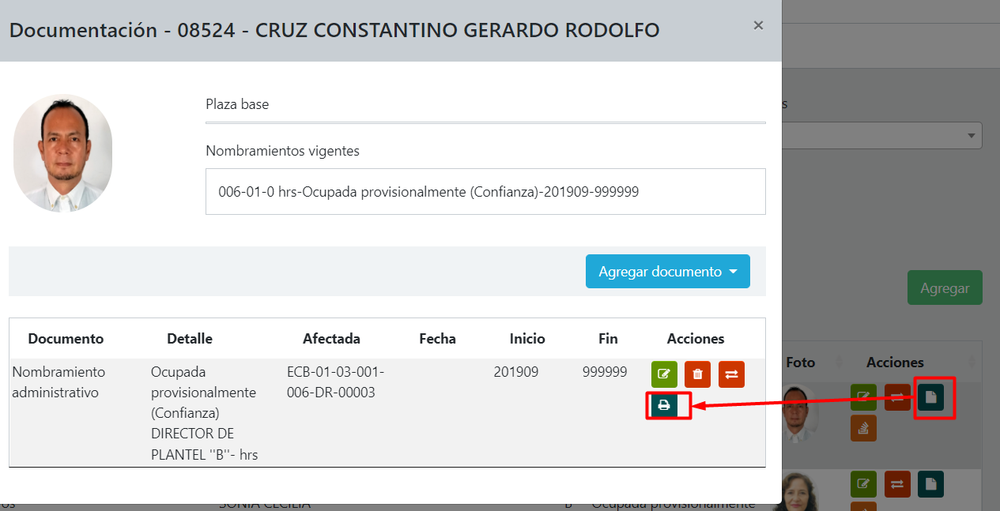 Documentación - 08524 - CRUZ CONSTANTINO GERARDO RODOLFO
×
Plaza base
Nombramientos vigentes
006-01-0 hrs-Ocupada provisionalmente (Confianza)-201909-999999
Agregar documento
Agregar
Documento Detalle Afectada Fecha Inicio Fin Acciones
Nombramiento administrativo
Ocupada
provisionalmente
(Confianza)
DIRECTOR DE
PLANTEL "B"- hrs
ECB-01-03-001-
006-DR-00003
201909
999999
Foto Acciones
SONIA CECILIA
B
Ocupada provisionalmente